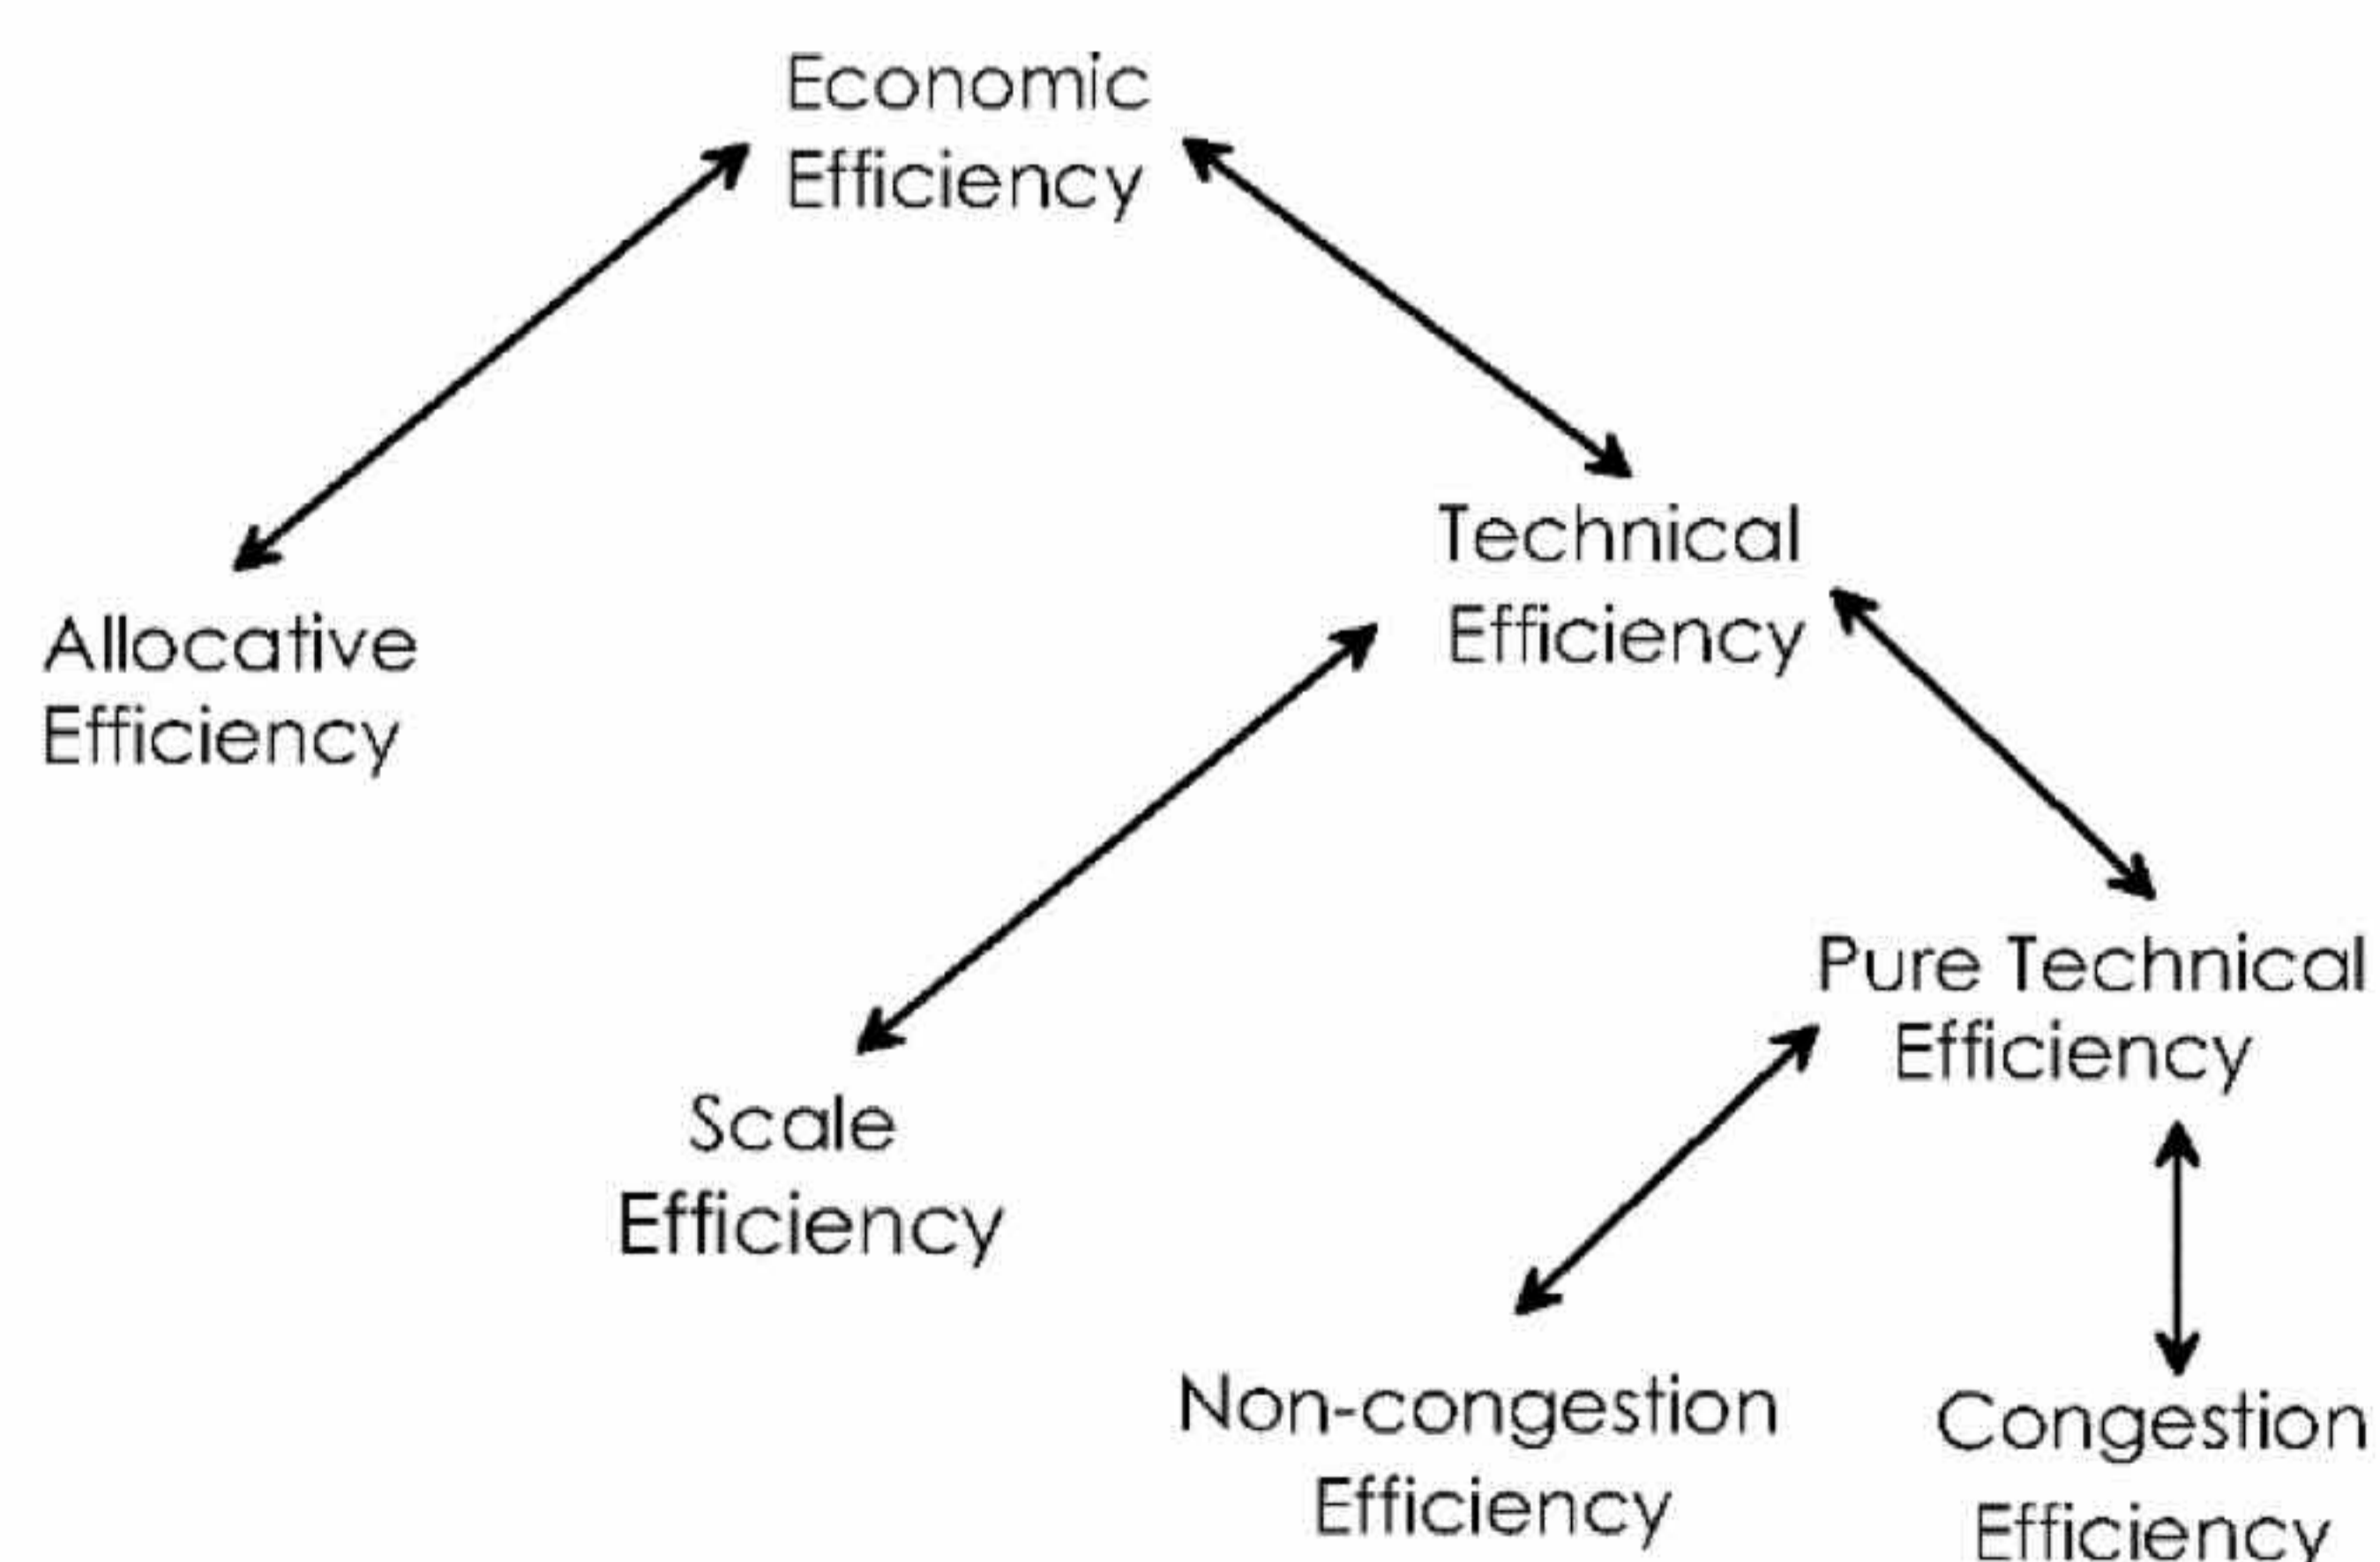 Economic
Efficiency
Technical
Efficiency
Allocative
Efficiency
Pure Technical
Efficiency
Scale
Efficiency
Non-congestion
Efficiency
Congestion
Efficiency